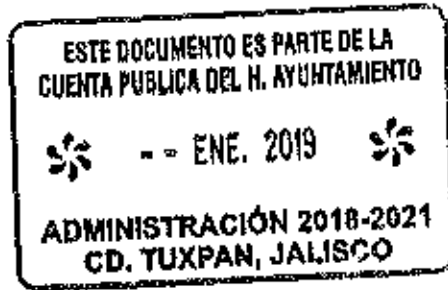 ESTE DOCUMENTO ES PARTE DE LA
CUENTA PUBLICA DEL H. AYUNTAMIENTO
-- ENE. 2019
ADMINISTRACIÓN 2018-2021
CD. TUXPAN, JALISCO